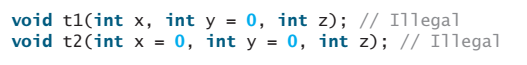 void t1(int x, int y = 0, int z); // Illegal
void t2(int x = 0, int y = 0, int z); // Illegal